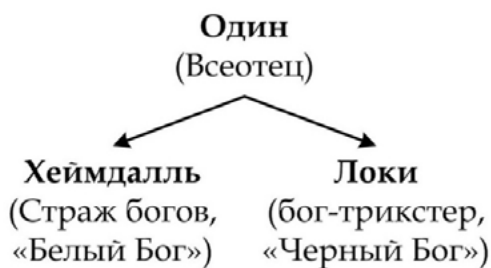 Один
(Всеотец)
Хеймдалль
(Страж богов,
«Белый Бог»)
Локи
(бог-трикстер,
«Черный Бог»)